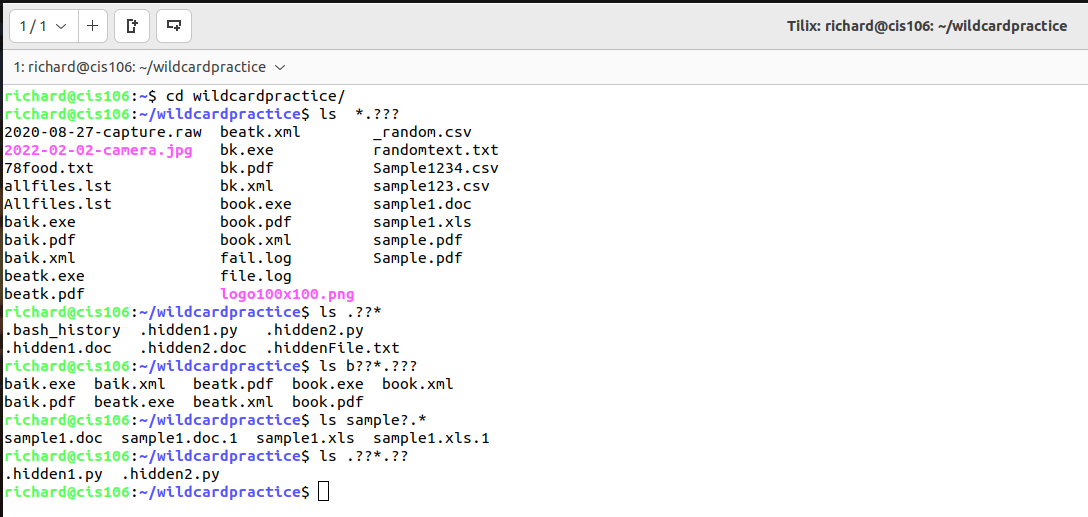 1 / 1
Tilix: richard@cis106: ~/wildcardpractice
1: richard@cis106: ~/wildcardpractice
richard@cis106:~$ cd wildcardpractice/
richard@cis106:~/wildcardpractice$ ls  *.???
2020-08-27-capture.raw  beatk.xml        _random.csv
2022-02-02-camera.jpg   bk.exe           randomtext.txt
78food.txt              bk.pdf           Sample1234.csv
allfiles.lst            bk.xml           sample123.csv
Allfiles.lst            book.exe         sample1.doc
baik.exe                book.pdf         sample1.xls
baik.pdf                book.xml         sample.pdf
baik.xml                fail.log         Sample.pdf
beatk.exe               file.log
beatk.pdf               logo100x100.png
richard@cis106:~/wildcardpractice$ ls .??*
.bash_history  .hidden1.py   .hidden2.py
.hidden1.doc   .hidden2.doc  .hiddenFile.txt
richard@cis106:~/wildcardpractice$ ls b??*.???
baik.exe  baik.xml   beatk.pdf  book.exe  book.xml
baik.pdf  beatk.exe  beatk.xml  book.pdf
richard@cis106:~/wildcardpractice$ ls sample?.*
sample1.doc  sample1.doc.1  sample1.xls  sample1.xls.1
richard@cis106:~/wildcardpractice$ ls .??*.??
.hidden1.py  .hidden2.py
richard@cis106:~/wildcardpractice$